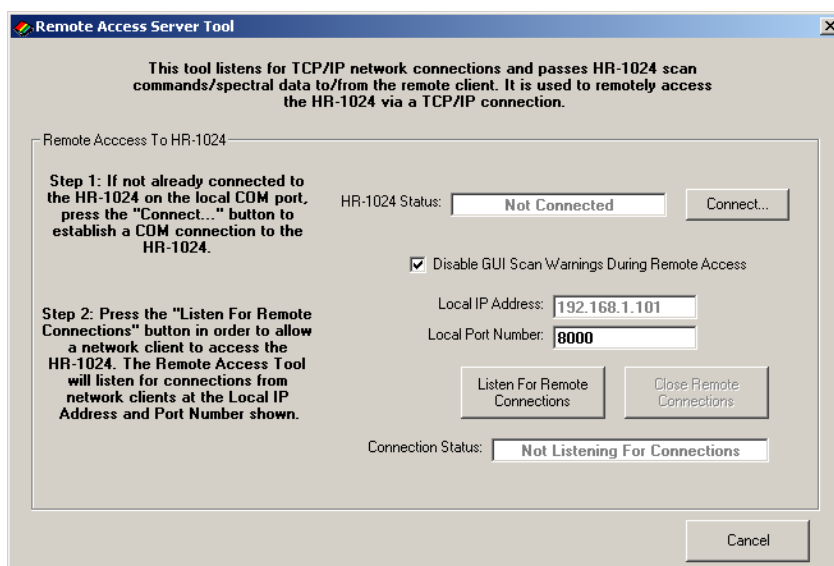 Remote Access Server Tool
This tool listens for TCP/IP network connections and passes HR-1024 scan
commands/spectral data to/from the remote client. It is used to remotely access
the HR-1024 via a TCP/IP connection.
Remote Acccess To HR-1024
Step 1: If not already connected to
the HR-1024 on the local COM port,
press the "Connect..." button to
establish a COM connection to the
HR-1024.
HR-1024 Status: Not Connected Connect...
Disable GUI Scan Warnings During Remote Access
Step 2: Press the "Listen For Remote
Connections" button in order to allow
a network client to access the
HR-1024. The Remote Access Tool
will listen for connections from
network clients at the Local IP
Address and Port Number shown.
Local IP Address: 192.168.1.101
Local Port Number: 8000
Listen For Remote
Connections
Close Remote
Connections
Connection Status: Not Listening For Connections
Cancel